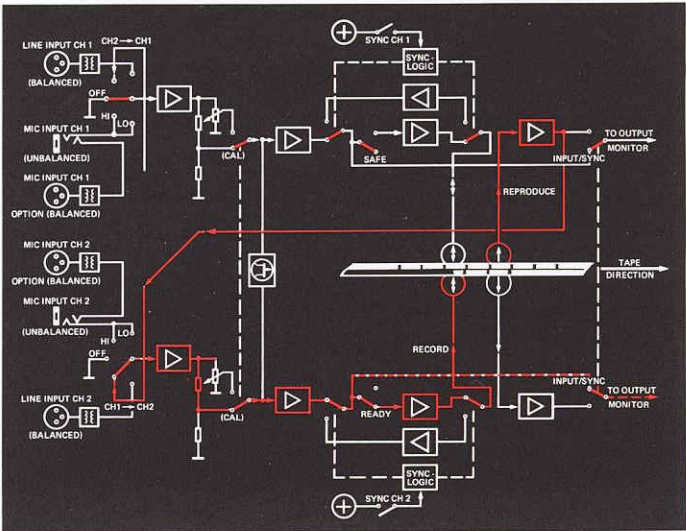 LINE INPUT CH 1
CH2 → CH1
(BALANCED)
OFF
HI
LO
MIC INPUT CH 1
(UNBALANCED)
MIC INPUT CH 1
OPTION (BALANCED)
MIC INPUT CH 2
OPTION (BALANCED)
MIC INPUT CH 2
(UNBALANCED)
LO
HI
OFF
LINE INPUT CH 2
CH1 → CH2
(BALANCED)
(CAL)
(CAL)
SYNC CH 1
SYNC-
LOGIC
SAFE
REPRODUCE
INPUT/SYNC
TO OUTPUT
MONITOR
TAPE
DIRECTION
RECORD
READY
INPUT/SYNC
TO OUTPUT
MONITOR
SYNC-
LOGIC
SYNC CH 2